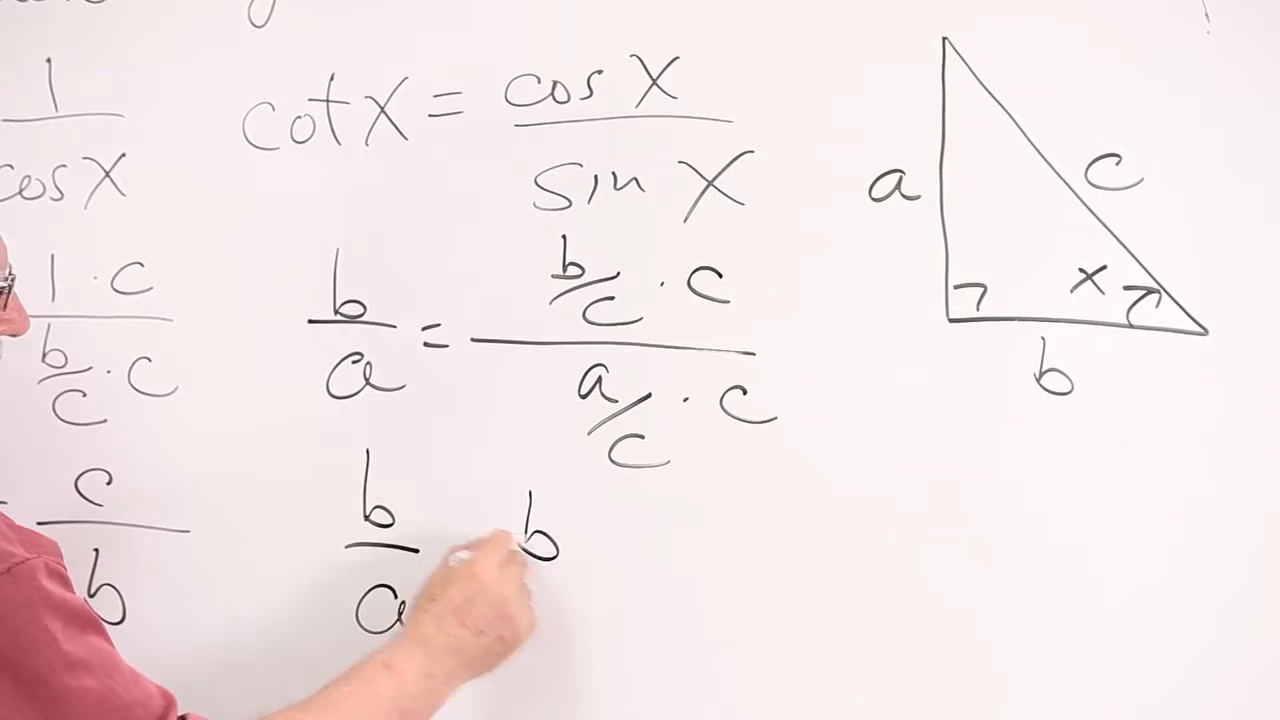 1 / cos X
cot X = cos X / sin X
1 · c / b/c · c
b / a = b/c · c / a/c · c
c / b
b / a b
a
c
x
b